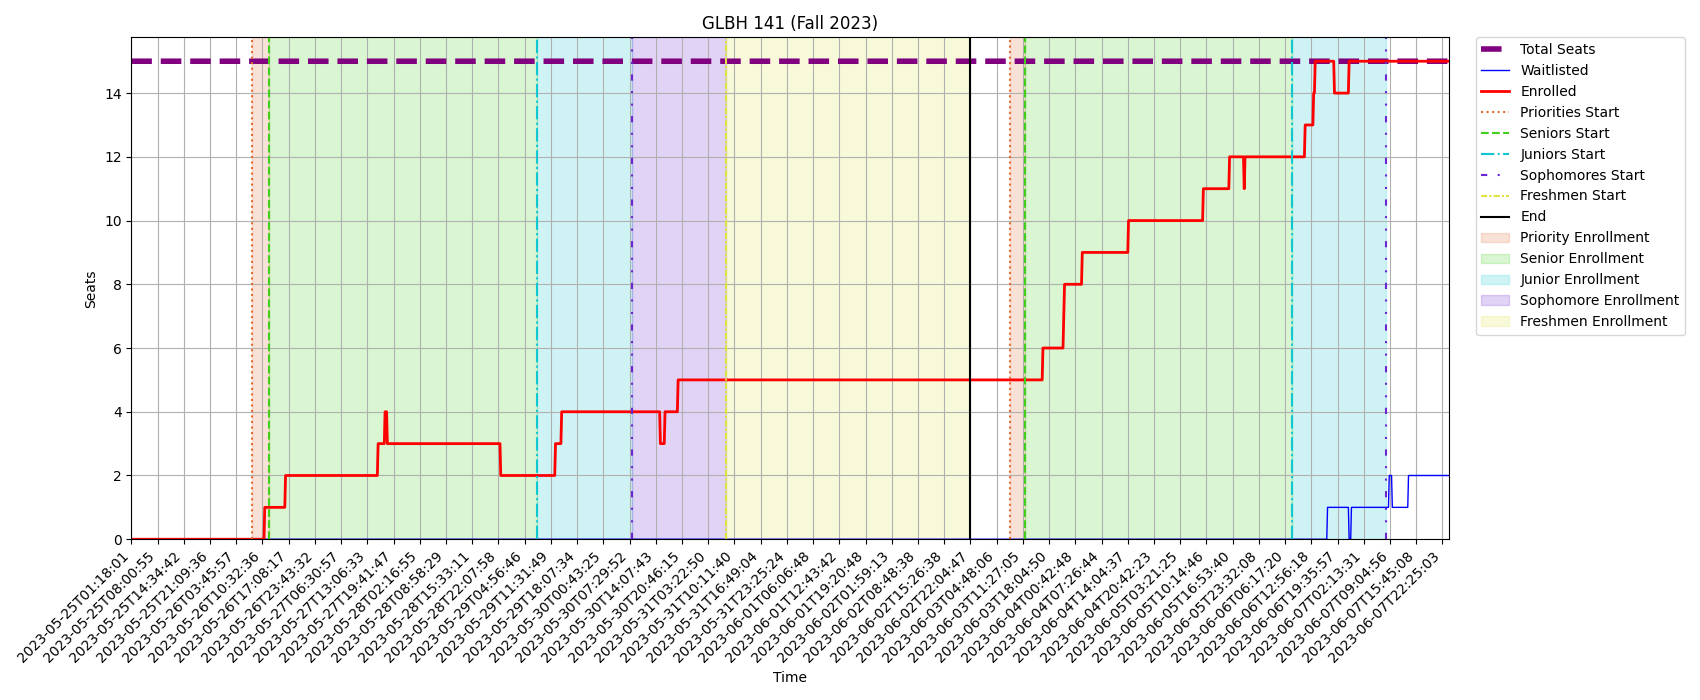 GLBH 141 (Fall 2023)
Total Seats
Waitlisted
Enrolled
Priorities Start
Seniors Start
Juniors Start
Sophomores Start
Freshmen Start
End
Priority Enrollment
Senior Enrollment
Junior Enrollment
Sophomore Enrollment
Freshmen Enrollment
Seats
14
12
10
8
6
4
2
0
2023-05-25T01:18:01
2023-05-25T08:00:55
2023-05-25T14:34:42
2023-05-25T21:09:36
2023-05-26T03:45:57
2023-05-26T10:32:36
2023-05-26T17:08:17
2023-05-26T23:43:32
2023-05-27T06:30:57
2023-05-27T13:06:33
2023-05-27T19:41:47
2023-05-28T02:16:55
2023-05-28T08:58:29
2023-05-28T15:33:11
2023-05-28T22:07:58
2023-05-29T04:56:46
2023-05-29T11:31:49
2023-05-29T18:07:34
2023-05-30T00:43:25
2023-05-30T07:29:52
2023-05-30T14:07:43
2023-05-30T20:46:15
2023-05-31T03:22:50
2023-05-31T10:11:40
2023-05-31T16:49:04
2023-05-31T23:25:24
2023-06-01T06:06:48
2023-06-01T12:43:42
2023-06-01T19:20:48
2023-06-02T01:59:13
2023-06-02T08:48:38
2023-06-02T15:26:38
2023-06-02T22:04:47
2023-06-03T04:48:06
2023-06-03T11:27:05
2023-06-03T18:04:50
2023-06-04T00:42:48
2023-06-04T07:26:44
2023-06-04T14:04:37
2023-06-04T20:42:23
2023-06-05T03:21:25
2023-06-05T10:14:46
2023-06-05T16:53:40
2023-06-05T23:32:08
2023-06-06T06:17:20
2023-06-06T12:56:18
2023-06-06T19:35:57
2023-06-07T02:13:31
2023-06-07T09:04:56
2023-06-07T15:45:08
2023-06-07T22:25:03
Time